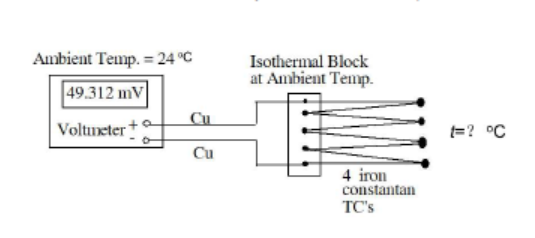 Ambient Temp. = 24 °C
49.312 mV
Voltmeter + -
Cu
Cu
Isothermal Block
at Ambient Temp.
t=? °C
4 iron
constantan
TC's